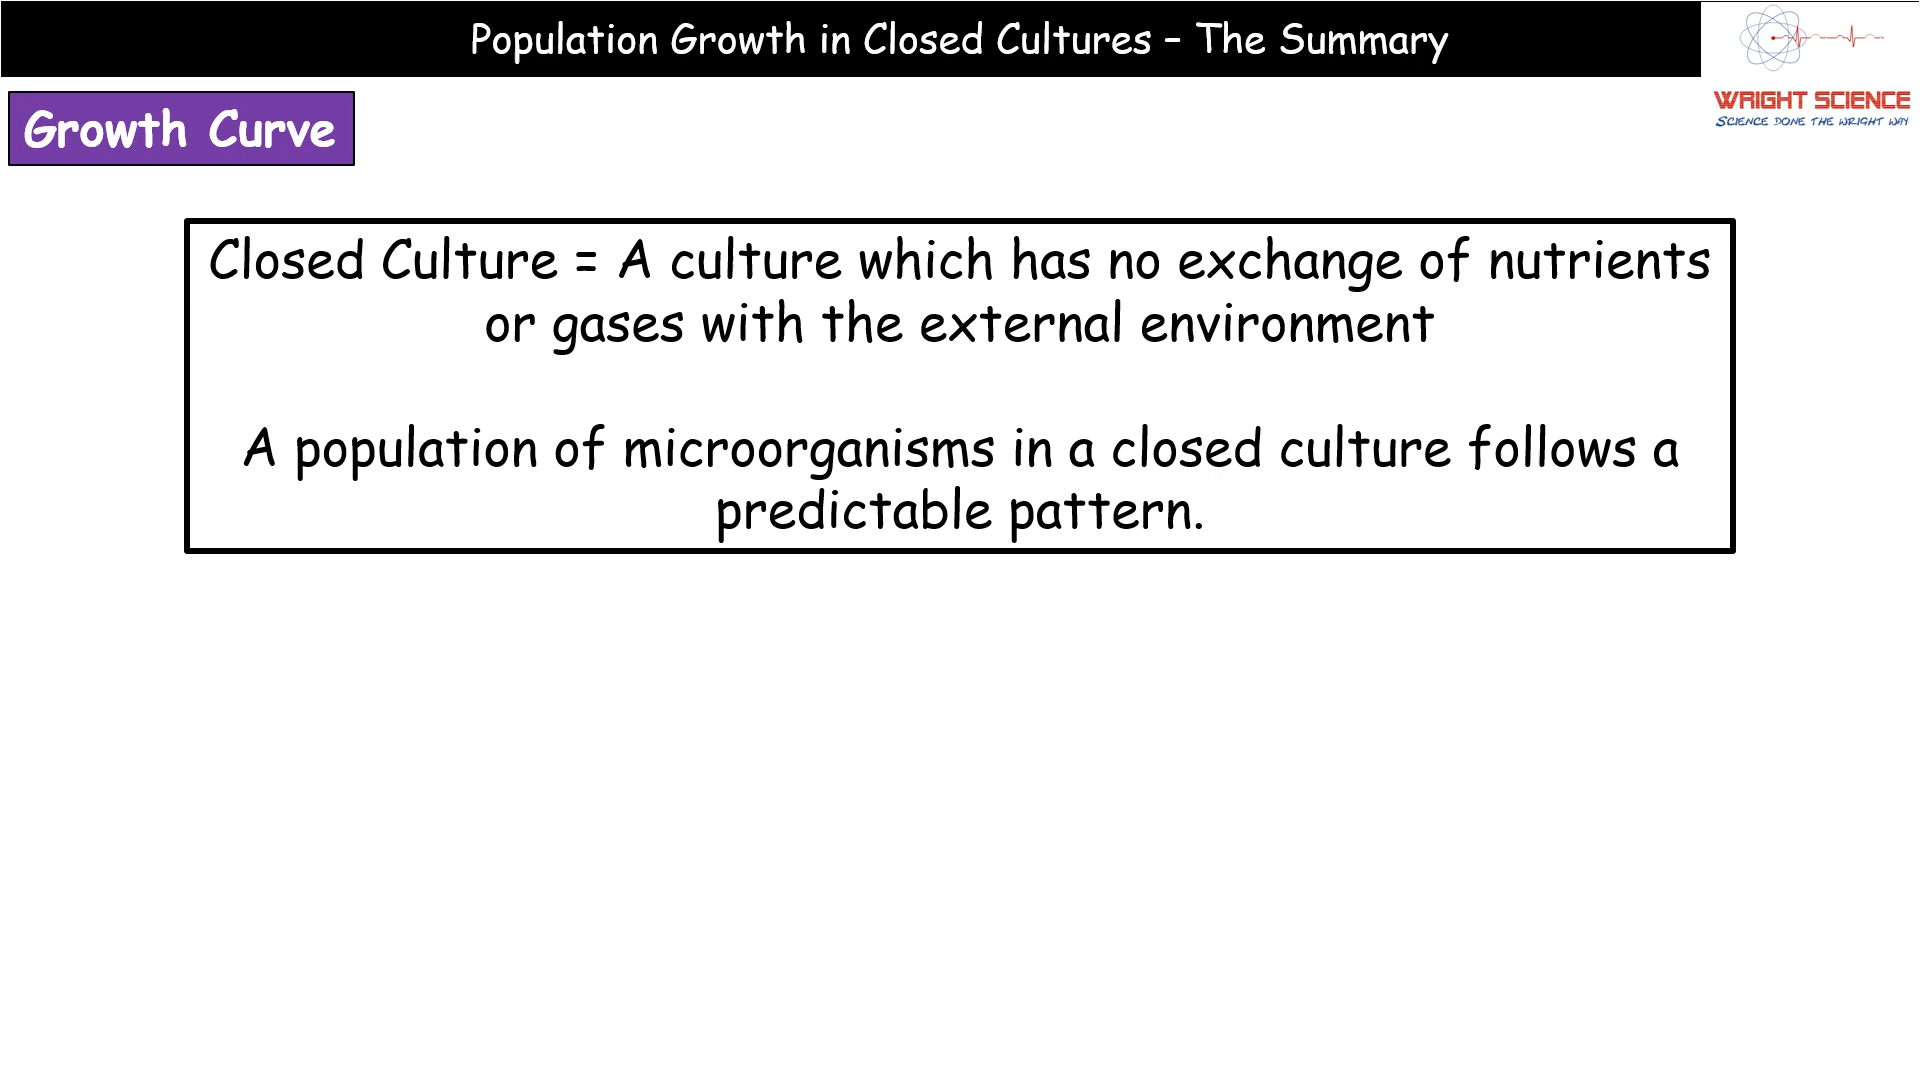 Population Growth in Closed Cultures – The Summary
WRIGHT SCIENCE
SCIENCE DONE THE WRIGHT WAY
Growth Curve
Closed Culture = A culture which has no exchange of nutrients
or gases with the external environment
A population of microorganisms in a closed culture follows a
predictable pattern.